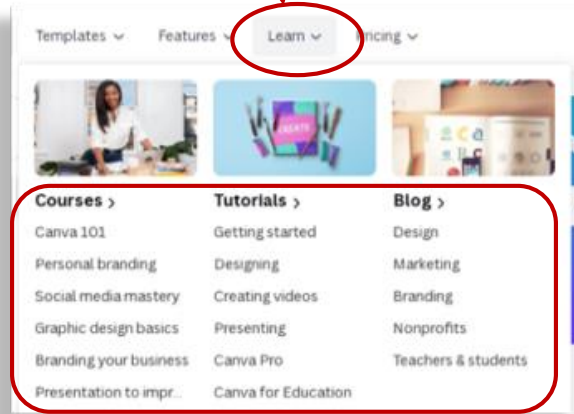 Templates Features Learn Pricing
CREATE
Courses >
Canva 101
Personal branding
Social media mastery
Graphic design basics
Branding your business
Presentation to impr...
Tutorials >
Getting started
Designing
Creating videos
Presenting
Canva Pro
Canva for Education
Blog >
Design
Marketing
Branding
Nonprofits
Teachers & students